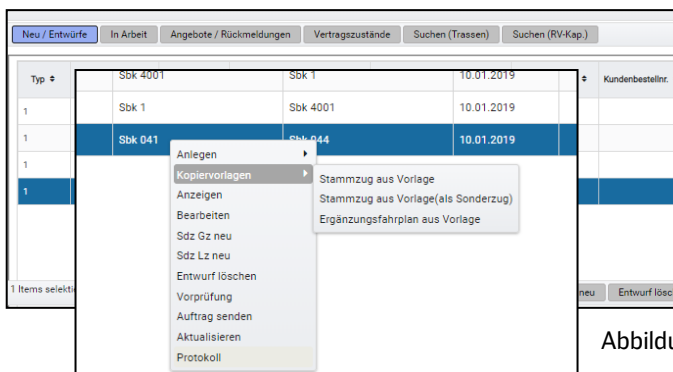 Neu / Entwürfe In Arbeit Angebote / Rückmeldungen Vertragszustände Suchen (Trassen) Suchen (RV-Kap.)
Typ Kundenbestellnr.
Sbk 4001 Sbk 1 10.01.2019
1 Sbk 1 Sbk 4001 10.01.2019
1 Sbk 041 Sbk 044 10.01.2019
1
1
Anlegen
Kopiervorlagen
Anzeigen
Bearbeiten
Sdz Gz neu
Sdz Lz neu
Entwurf löschen
Vorprüfung
Auftrag senden
Aktualisieren
Protokoll
Stammzug aus Vorlage
Stammzug aus Vorlage(als Sonderzug)
Ergänzungsfahrplan aus Vorlage
1 Items selekti neu Entwurf lösc
Abbildu